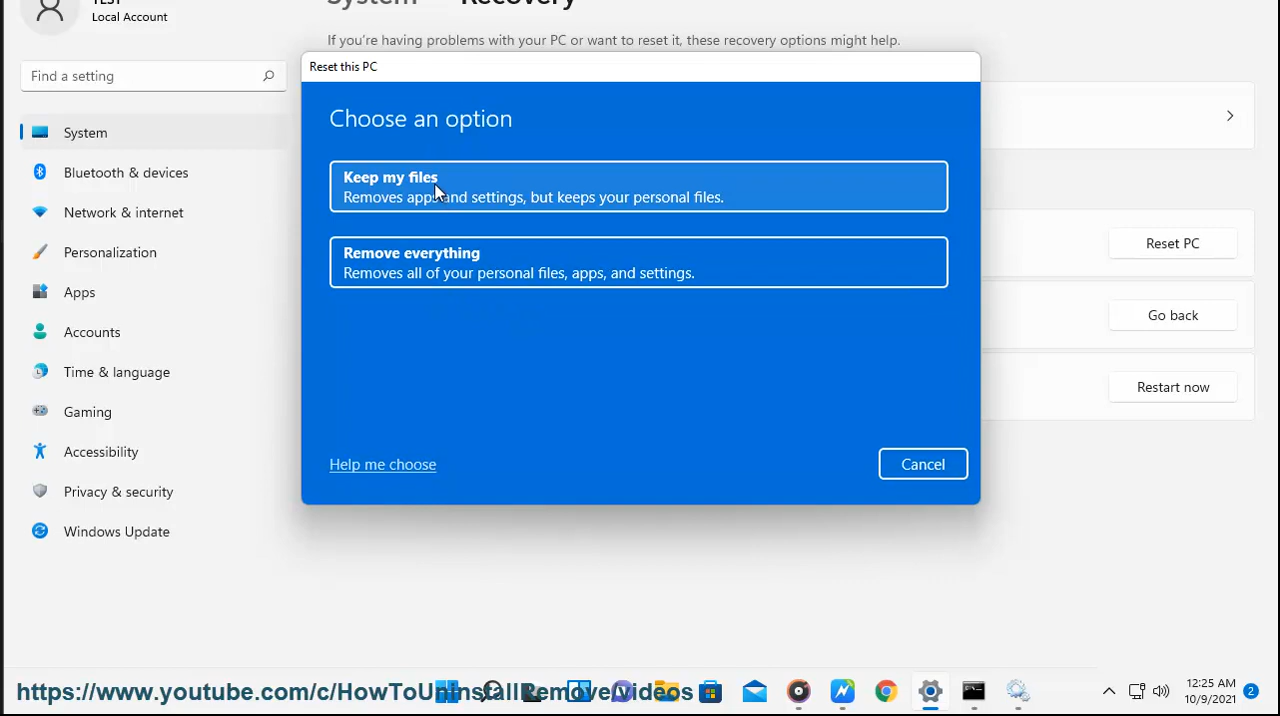 TEST
Local Account
System
Recovery
If you're having problems with your PC or want to reset it, these recovery options might help.
Find a setting
System
Bluetooth & devices
Network & internet
Personalization
Apps
Accounts
Time & language
Gaming
Accessibility
Privacy & security
Windows Update
Reset this PC
Choose an option
Keep my files
Removes apps and settings, but keeps your personal files.
Remove everything
Removes all of your personal files, apps, and settings.
Help me choose
Cancel
Reset PC
Go back
Restart now
https://www.youtube.com/c/HowToUninstallRemove/videos
12:25 AM
10/9/2021
2